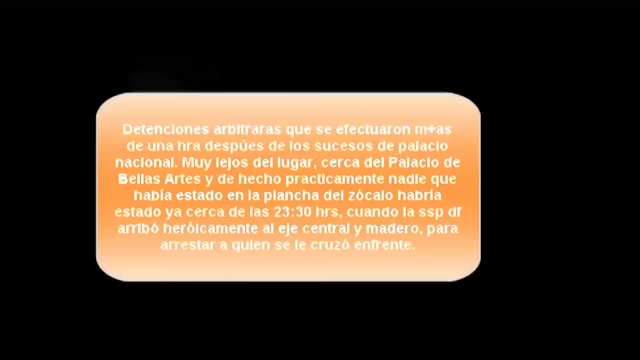 Detenciones arbitraras que se efectuaron m+as
de una hra despúes de los sucesos de palacio
nacional. Muy lejos del lugar, cerca del Palacio de
Bellas Artes y de hecho practicamente nadie que
había estado en la plancha del zócalo habría
estado ya cerca de las 23:30 hrs, cuando la ssp df
arribó heróicamente al eje central y madero, para
arrestar a quien se le cruzó enfrente.